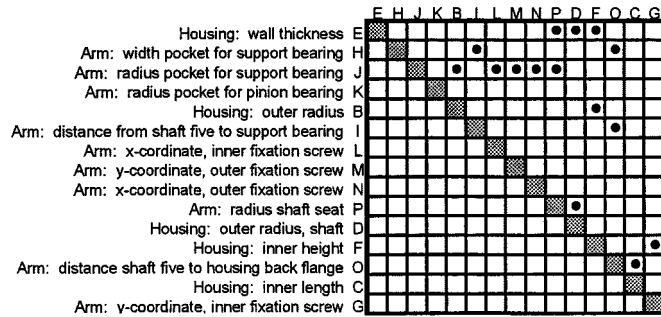 E H J K B I L M N P D F O C G
Housing: wall thickness E
Arm: width pocket for support bearing H
Arm: radius pocket for support bearing J
Arm: radius pocket for pinion bearing K
Housing: outer radius B
Arm: distance from shaft five to support bearing I
Arm: x-cordinate, inner fixation screw L
Arm: y-coordinate, outer fixation screw M
Arm: x-coordinate, outer fixation screw N
Arm: radius shaft seat P
Housing: outer radius, shaft D
Housing: inner height F
Arm: distance shaft five to housing back flange O
Housing: inner length C
Arm: y-coordinate, inner fixation screw G